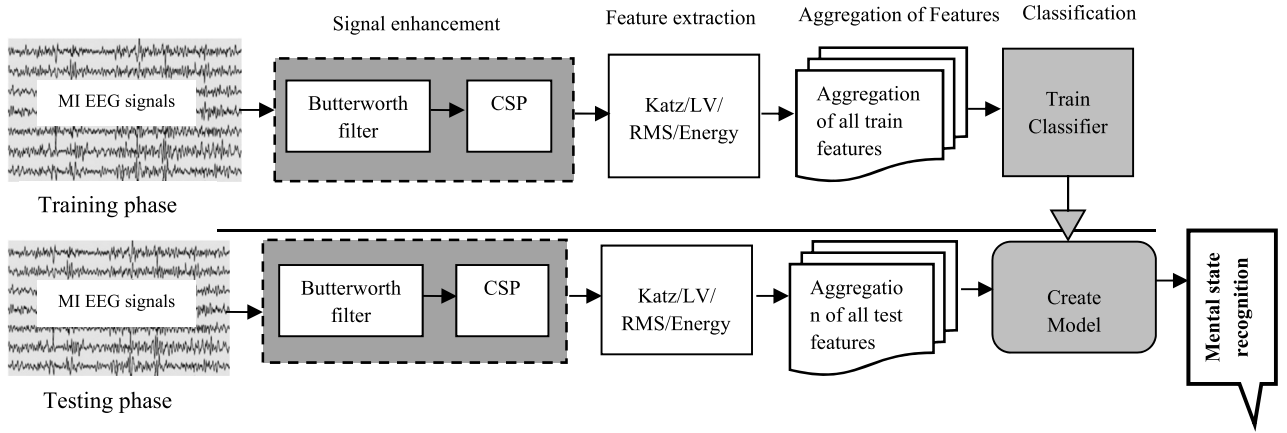 Signal enhancement
Feature extraction
Aggregation of Features
Classification
MI EEG signals
Butterworth
filter
CSP
Katz/LV/
RMS/Energy
Aggregation
of all train
features
Train
Classifier
Training phase
MI EEG signals
Butterworth
filter
CSP
Katz/LV/
RMS/Energy
Aggregatio
n of all test
features
Create
Model
Mental state
recognition
Testing phase